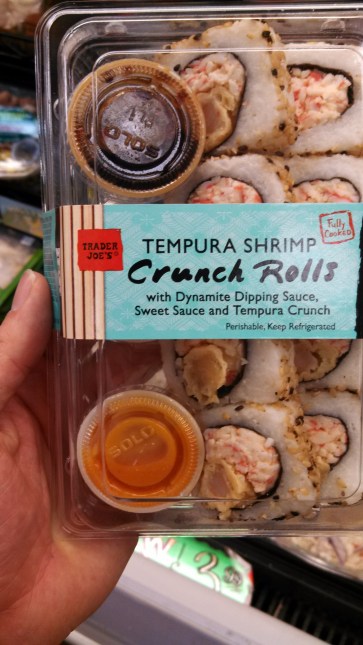 SOLO
TRADER
JOE'S
TEMPURA SHRIMP
Fully
Cooked
Crunch Rolls
with Dynamite Dipping Sauce,
Sweet Sauce and Tempura Crunch
Perishable, Keep Refrigerated
SOLO